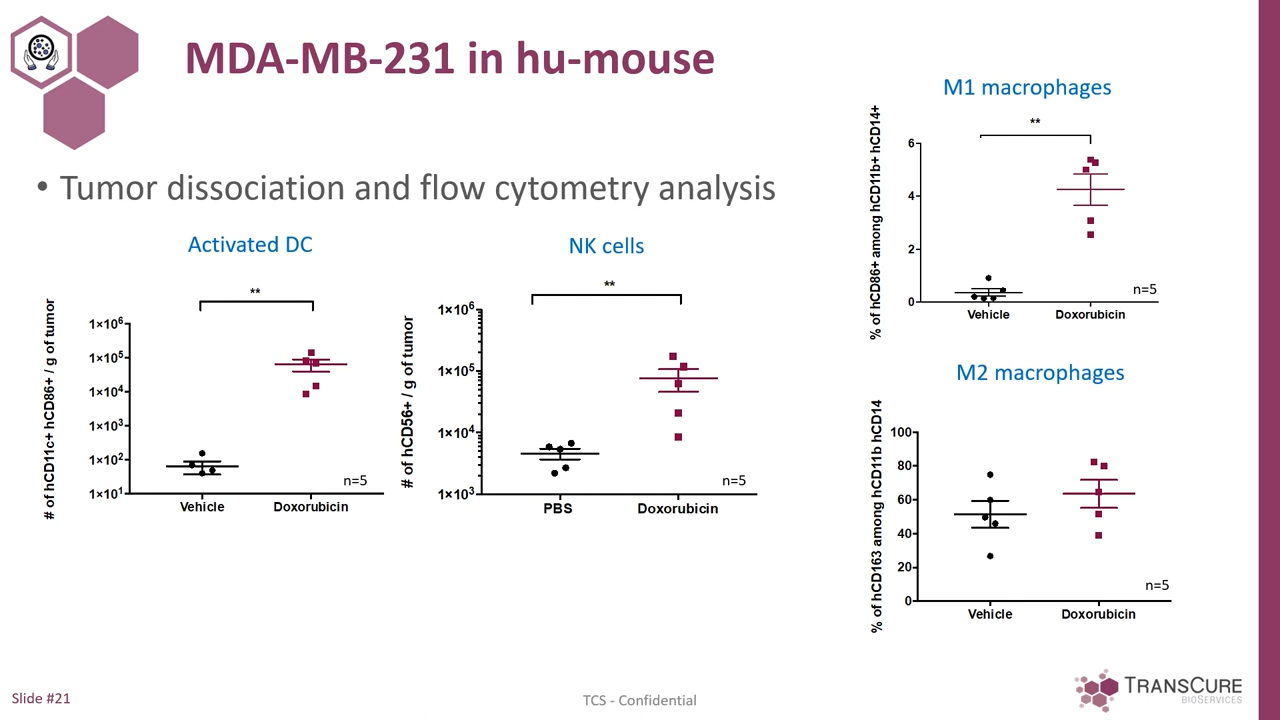 MDA-MB-231 in hu-mouse
• Tumor dissociation and flow cytometry analysis
Activated DC
**
# of hCD11c+ hCD86+ / g of tumor
1×10⁶
1×10⁵
1×10⁴
1×10³
1×10²
1×10¹
n=5
Vehicle Doxorubicin
NK cells
**
# of hCD56+ / g of tumor
1×10⁶
1×10⁵
1×10⁴
1×10³
n=5
PBS Doxorubicin
M1 macrophages
**
% of hCD86+ among hCD11b+ hCD14+
6
4
2
0
n=5
Vehicle Doxorubicin
M2 macrophages
% of hCD163 among hCD11b hCD14
100
80
60
40
20
0
n=5
Vehicle Doxorubicin
Slide #21
TCS - Confidential
TRANSCURE
BIOSERVICES